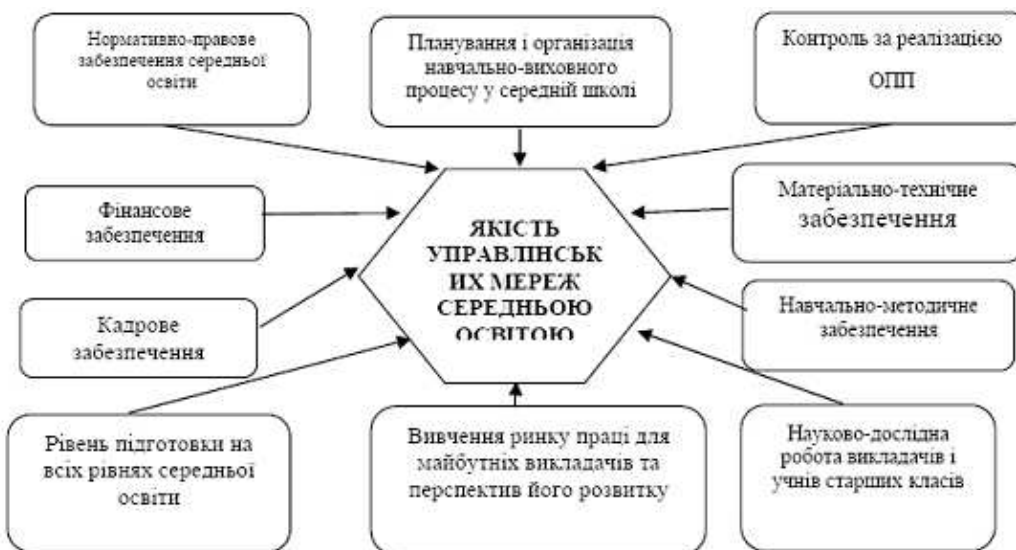 Нормативно-правове
забезпечення середньої
освіти
Планування і організація
навчально-виховного
процесу у середній школі
Контроль за реалізацією
ОПП
Фінансове
забезпечення
ЯКІСТЬ
УПРАВЛІНСЬК
ИХ МЕРЕЖ
СЕРЕДНЬОЮ
ОСВІТОЮ
Матеріально-технічне
забезпечення
Кадрове
забезпечення
Навчально-методичне
забезпечення
Рівень підготовки на
всіх рівнях середньої
освіти
Вивчення ринку праці для
майбутніх викладачів та
перспектив його розвитку
Науково-дослідна
робота викладачів і
учнів старших класів